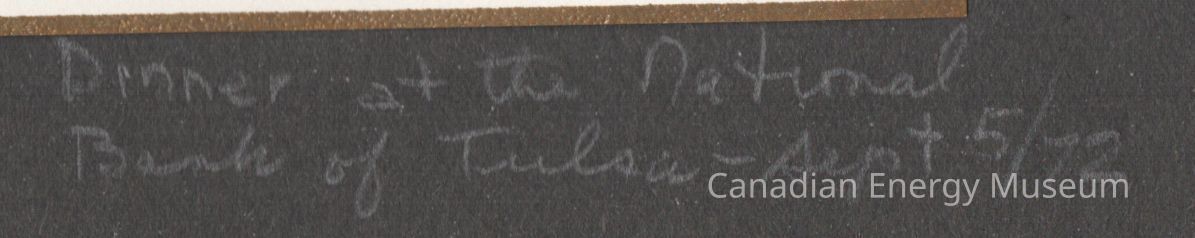 Dinner at the National
Bank of Tulsa - Sept 5/72
Canadian Energy Museum